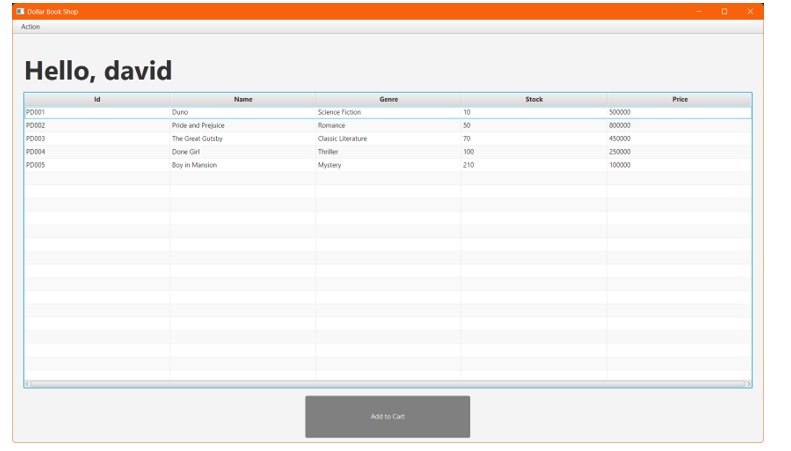 Dollar Book Shop
Action
Hello, david
Id Name Genre Stock Price
PD001 Duno Science Fiction 10 500000
PD002 Pride and Prejuice Romance 50 800000
PD003 The Great Gutsby Classic Literature 70 450000
PD004 Done Girl Thriller 100 250000
PD005 Boy in Mansion Mystery 210 100000
Add to Cart